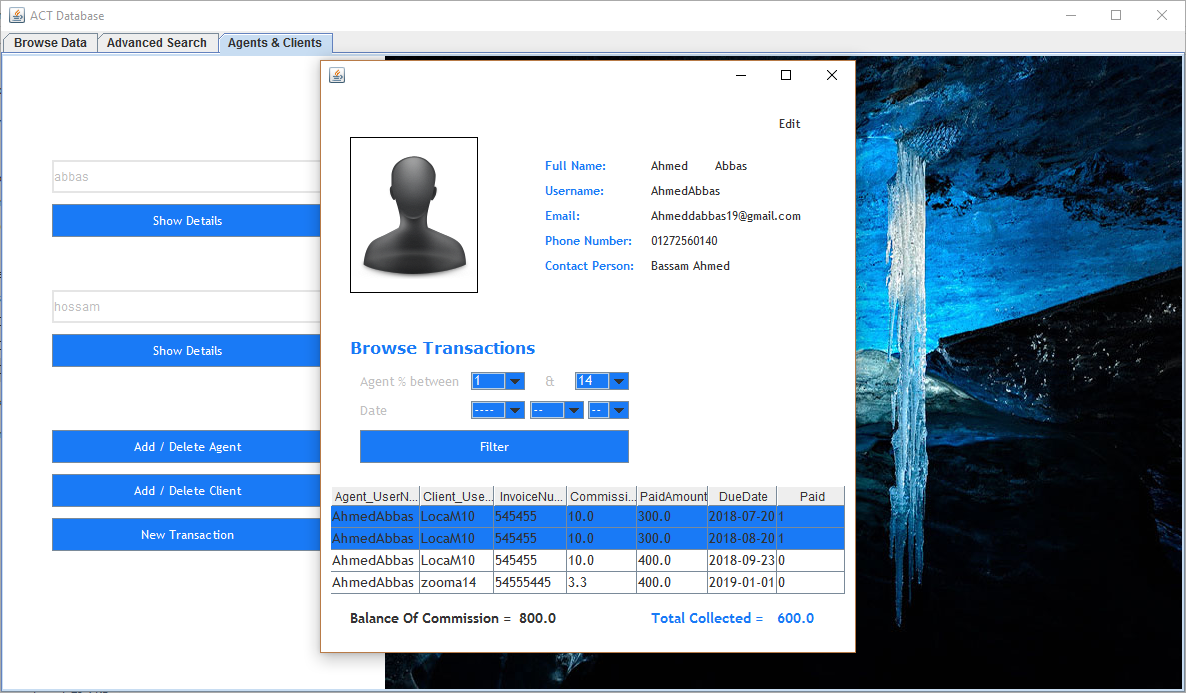 ACT Database
Browse Data Advanced Search Agents & Clients
abbas
Show Details
hossam
Show Details
Add / Delete Agent
Add / Delete Client
New Transaction
Edit
Full Name: Ahmed Abbas
Username: AhmedAbbas
Email: Ahmeddabbas19@gmail.com
Phone Number: 01272560140
Contact Person: Bassam Ahmed
Browse Transactions
Agent % between 1 & 14
Date ---- -- --
Filter
Agent_UserN... Client_Use... InvoiceNu... Commissi... PaidAmount DueDate Paid
AhmedAbbas LocaM10 545455 10.0 300.0 2018-07-20 1
AhmedAbbas LocaM10 545455 10.0 300.0 2018-08-20 1
AhmedAbbas LocaM10 545455 10.0 400.0 2018-09-23 0
AhmedAbbas zooma14 54555445 3.3 400.0 2019-01-01 0
Balance Of Commission = 800.0 Total Collected = 600.0